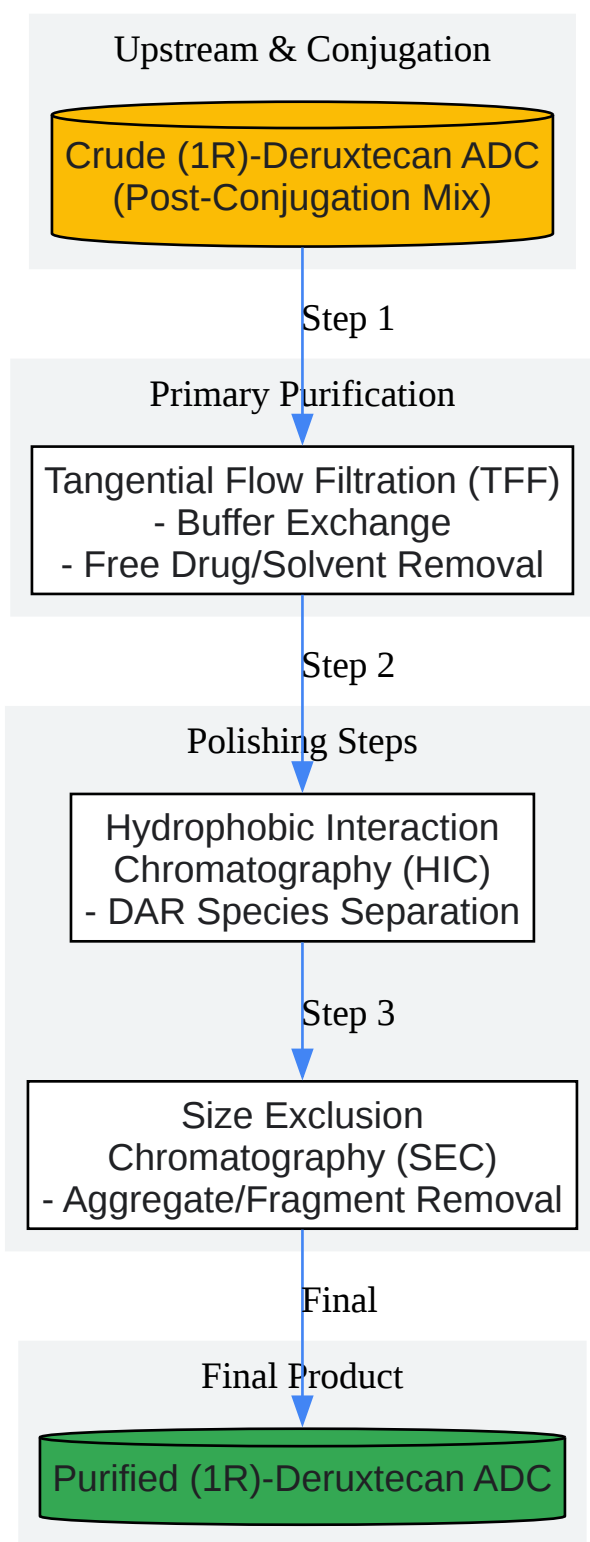 Upstream & Conjugation
Crude (1R)-Deruxtecan ADC
(Post-Conjugation Mix)
Step 1
Primary Purification
Tangential Flow Filtration (TFF)
- Buffer Exchange
- Free Drug/Solvent Removal
Step 2
Polishing Steps
Hydrophobic Interaction
Chromatography (HIC)
- DAR Species Separation
Step 3
Size Exclusion
Chromatography (SEC)
- Aggregate/Fragment Removal
Final
Final Product
Purified (1R)-Deruxtecan ADC